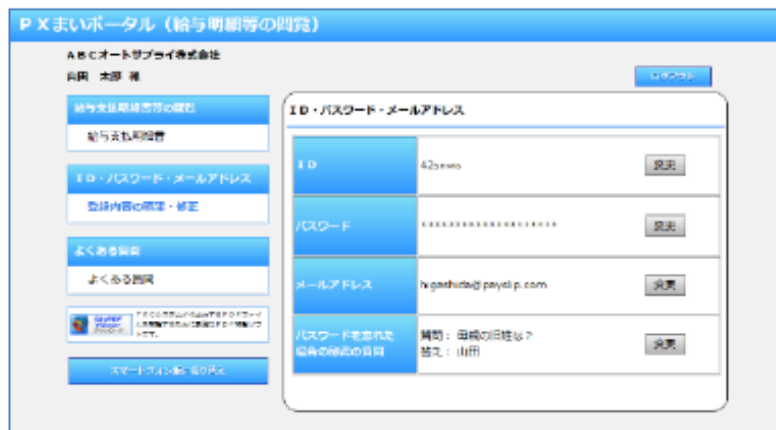 PXまいポータル（給与明細等の閲覧）
ABCオートサプライ株式会社
山田 太郎 様
ログアウト
給与支払明細書等の閲覧
給与支払明細書
ID・パスワード・メールアドレス
登録内容の確認・修正
よくある質問
よくある質問
スマートフォン版に切り替え
ID・パスワード・メールアドレス
ID
変更
パスワード
********************
変更
メールアドレス
higashida@payslip.com
変更
パスワードを忘れた
場合の秘密の質問
質問： 母親の旧姓は？
答え： 山田
変更